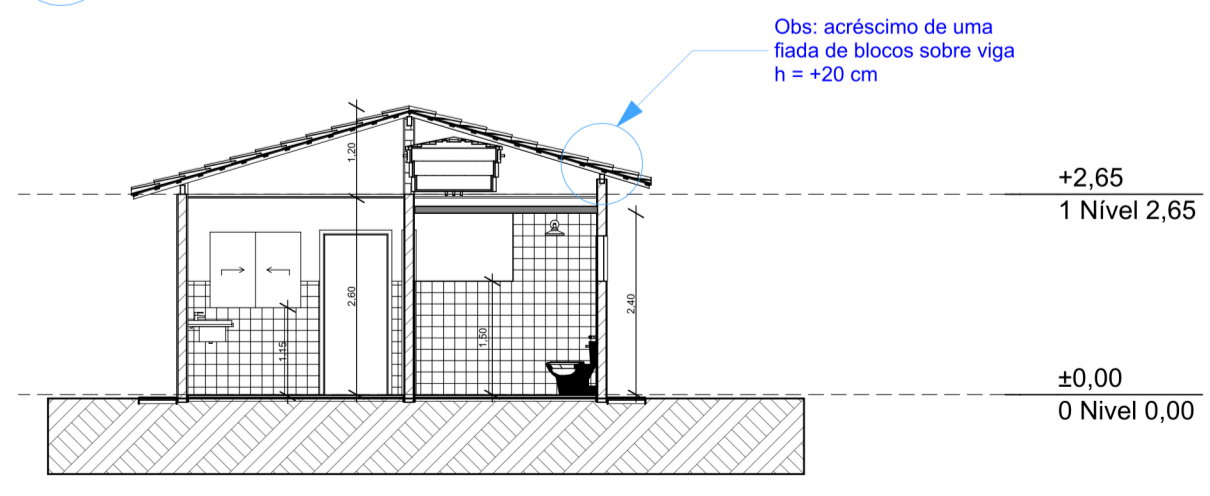 Obs: acréscimo de uma
fiada de blocos sobre viga
h = +20 cm
1,20
+2,65
1 Nível 2,65
2,60
2,40
1,50
1,15
±0,00
0 Nivel 0,00